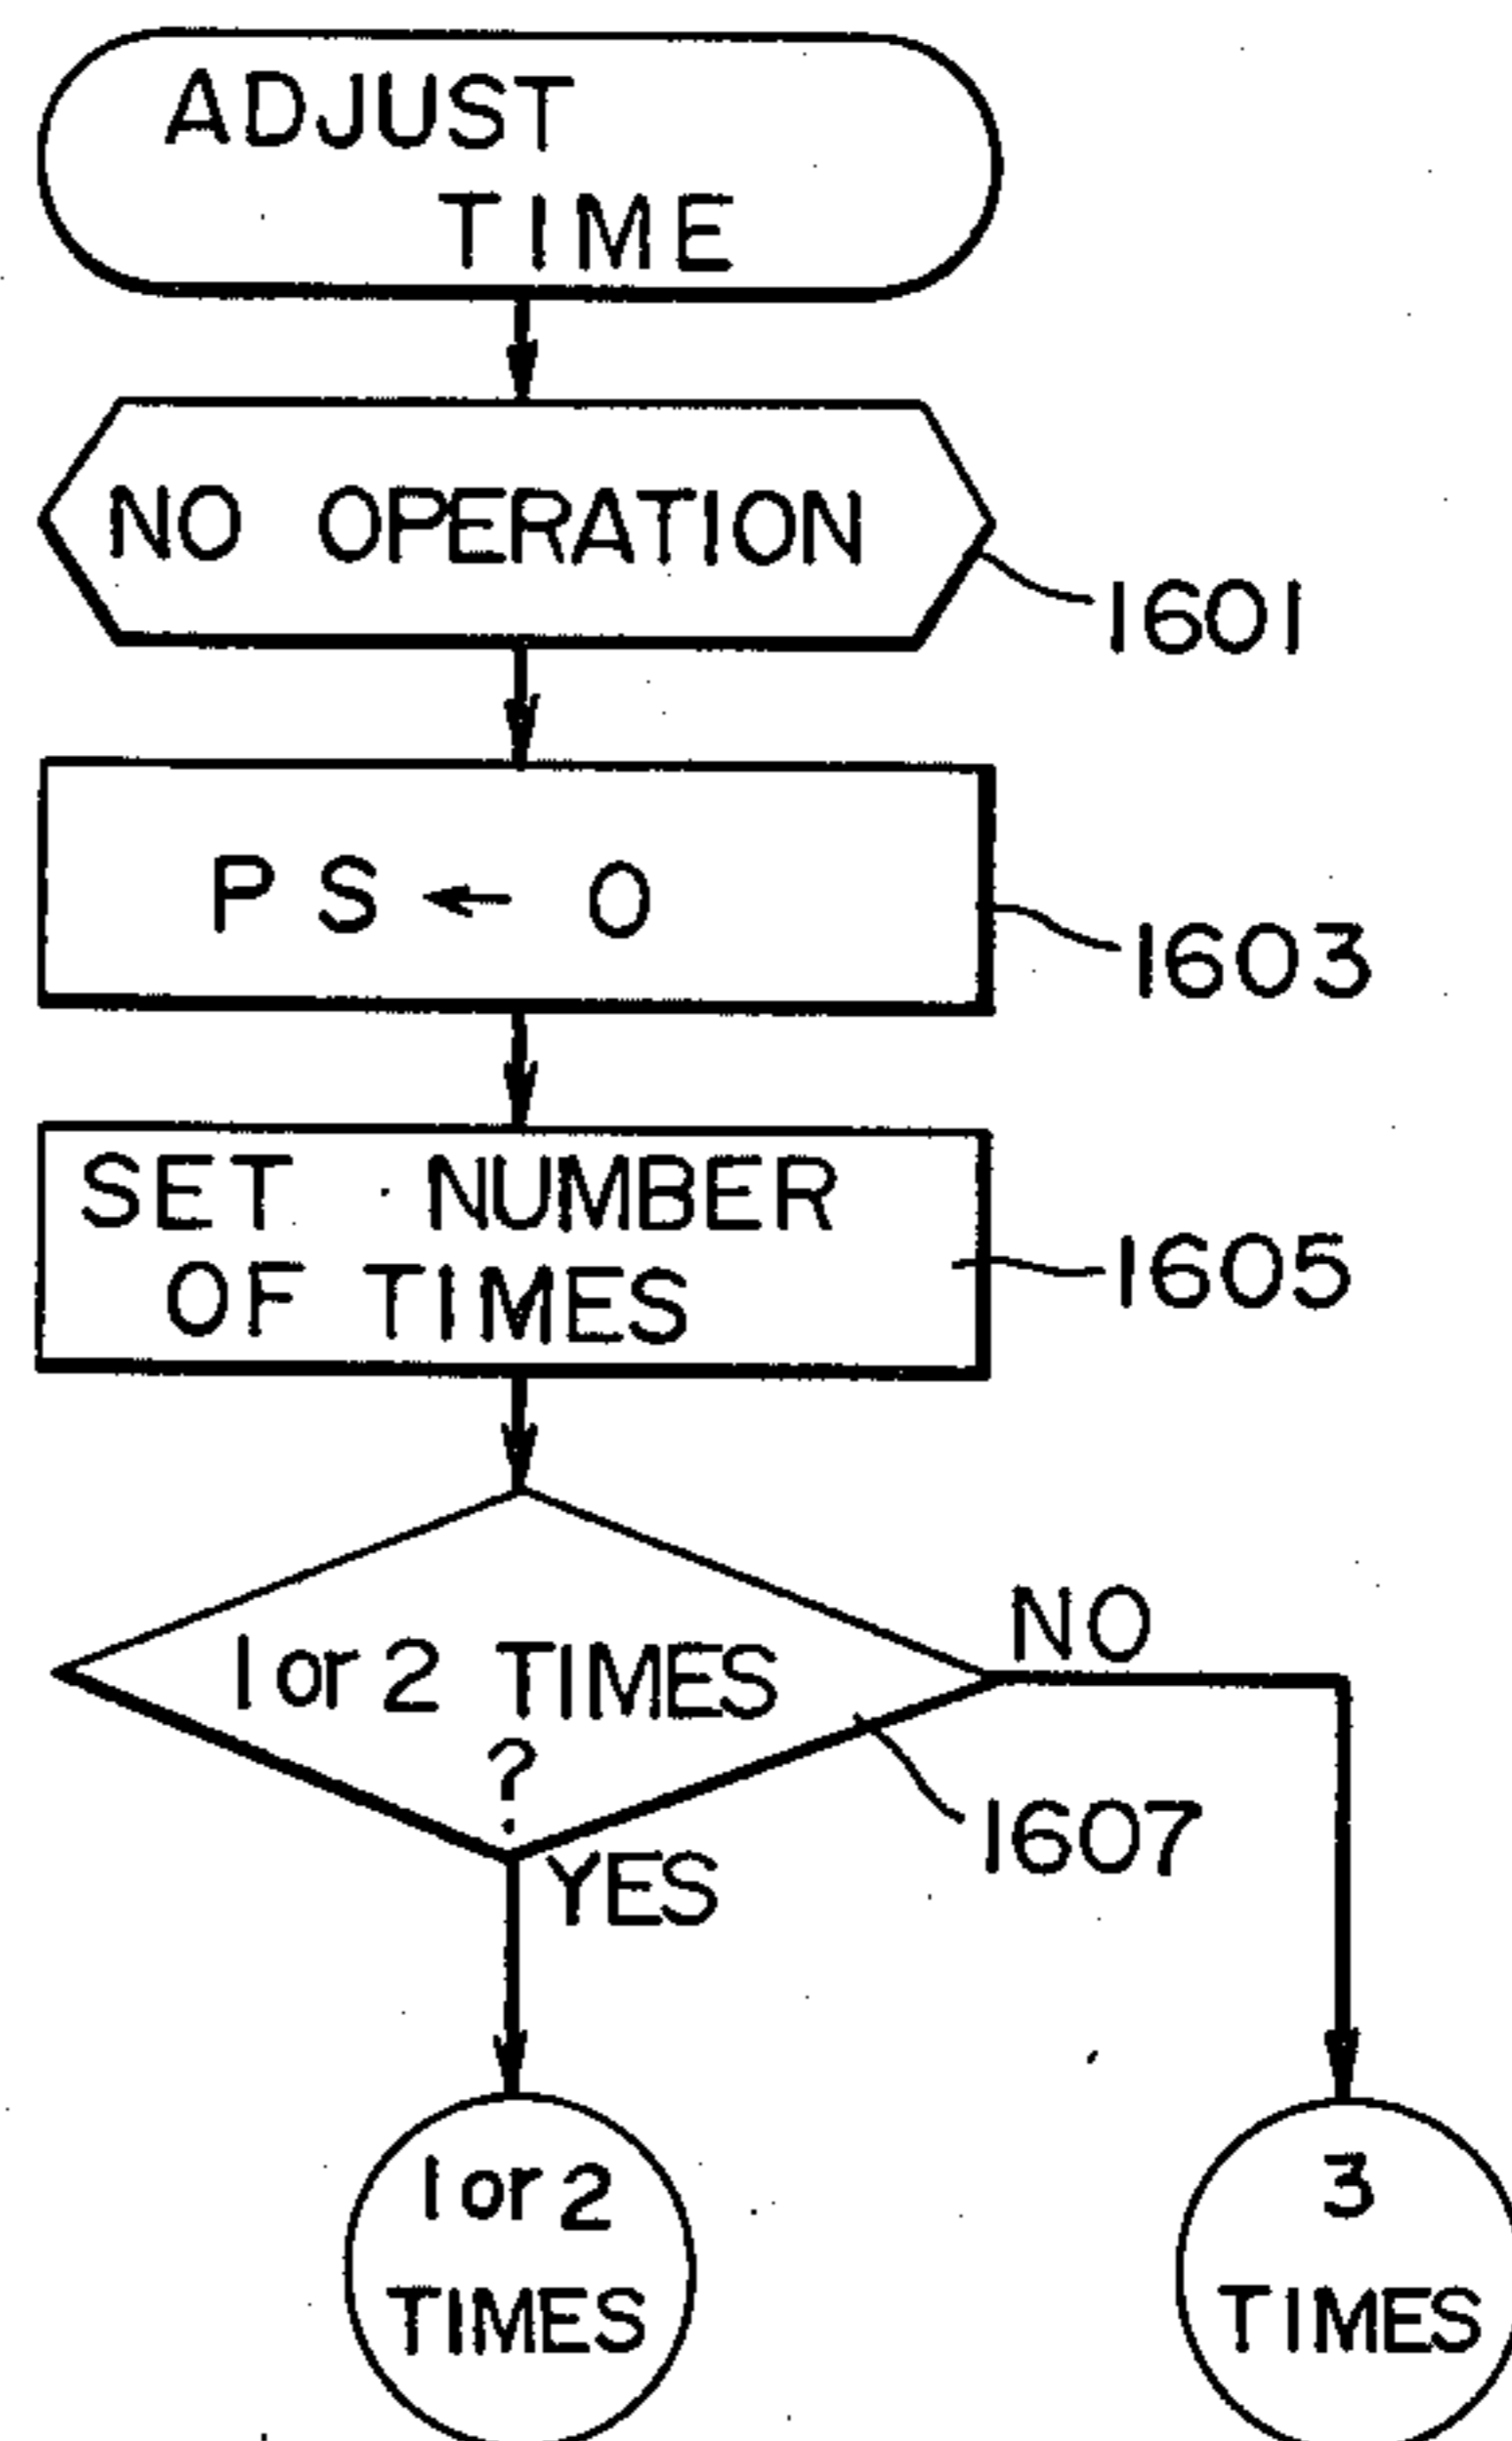 ADJUST
TIME
NO OPERATION
1601
PS ← 0
1603
SET NUMBER
OF TIMES
1605
1 or 2 TIMES
?
NO
1607
YES
1 or 2
TIMES
3
TIMES